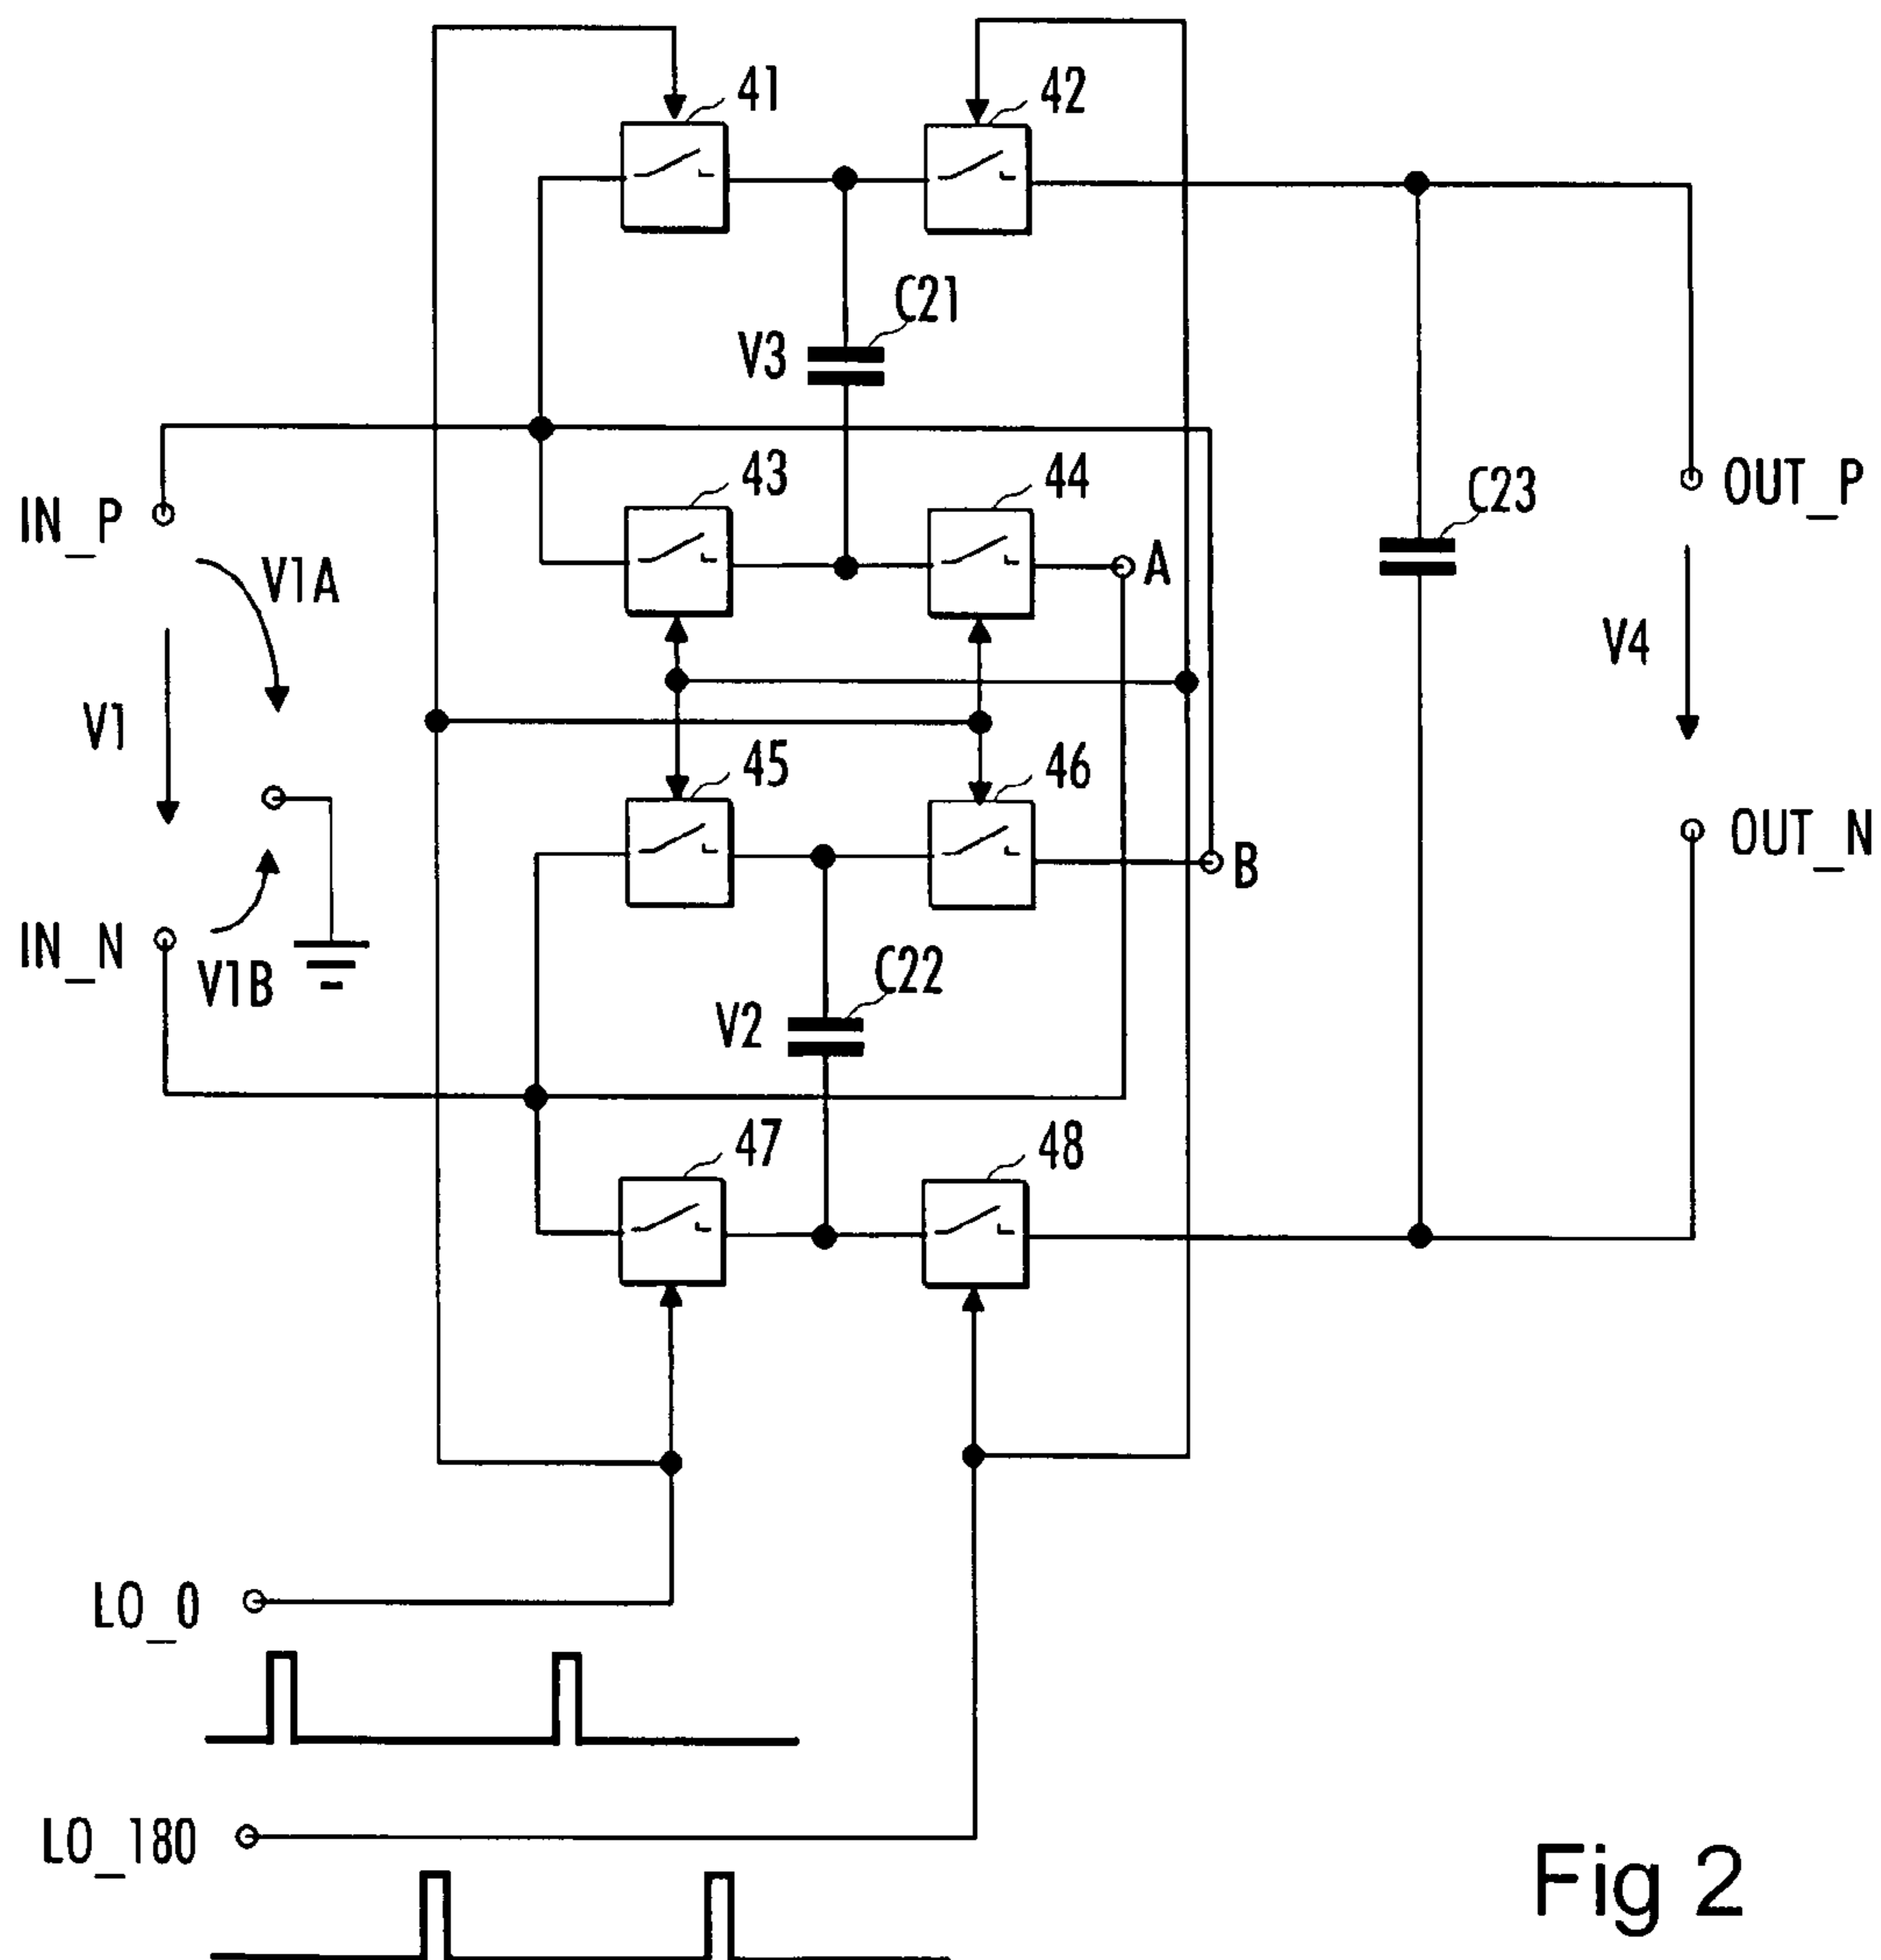 41
42
C21
V3
43
44
IN_P
V1A
A
C23
OUT_P
V1
V4
45
46
B
OUT_N
IN_N
V1B
C22
V2
47
48
LO_0
LO_180
Fig 2